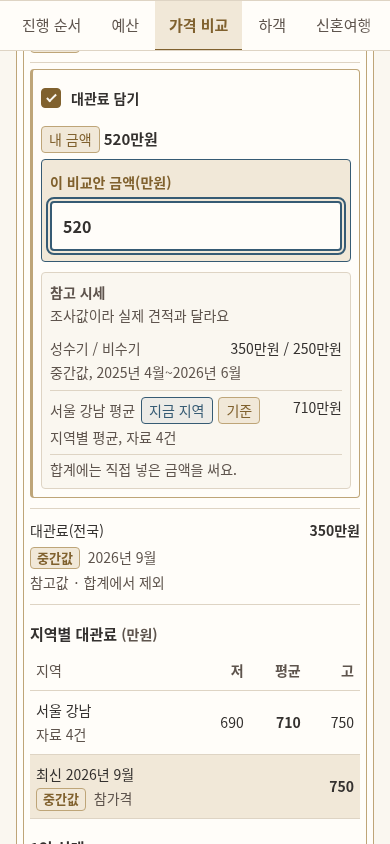 진행 순서 예산 가격 비교 하객 신혼여행
대관료 담기
내 금액 520만원
이 비교안 금액(만원)
520
참고 시세
조사값이라 실제 견적과 달라요
성수기 / 비수기 350만원 / 250만원
중간값, 2025년 4월~2026년 6월
서울 강남 평균 지금 지역 기준 710만원
지역별 평균, 자료 4건
합계에는 직접 넣은 금액을 써요.
대관료(전국) 350만원
중간값 2026년 9월
참고값 · 합계에서 제외
지역별 대관료 (만원)
지역 저 평균 고
서울 강남 690 710 750
자료 4건
최신 2026년 9월 750
중간값 참가격